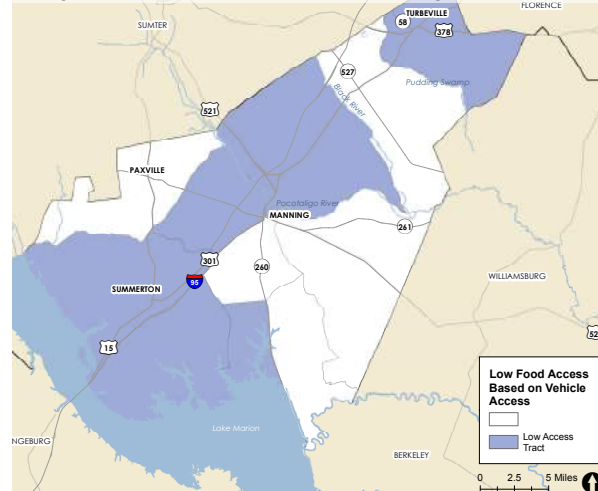 FLORENCE
SUMTER
TURBEVILLE
58
378
527
Pudding Swamp
Black River
521
PAXVILLE
Pocotaligo River
MANNING
261
301
260
WILLIAMSBURG
95
SUMMERTON
15
52
Lake Marion
NGEBURG
BERKELEY
Low Food Access
Based on Vehicle
Access
Low Access
Tract
0 2.5 5 Miles